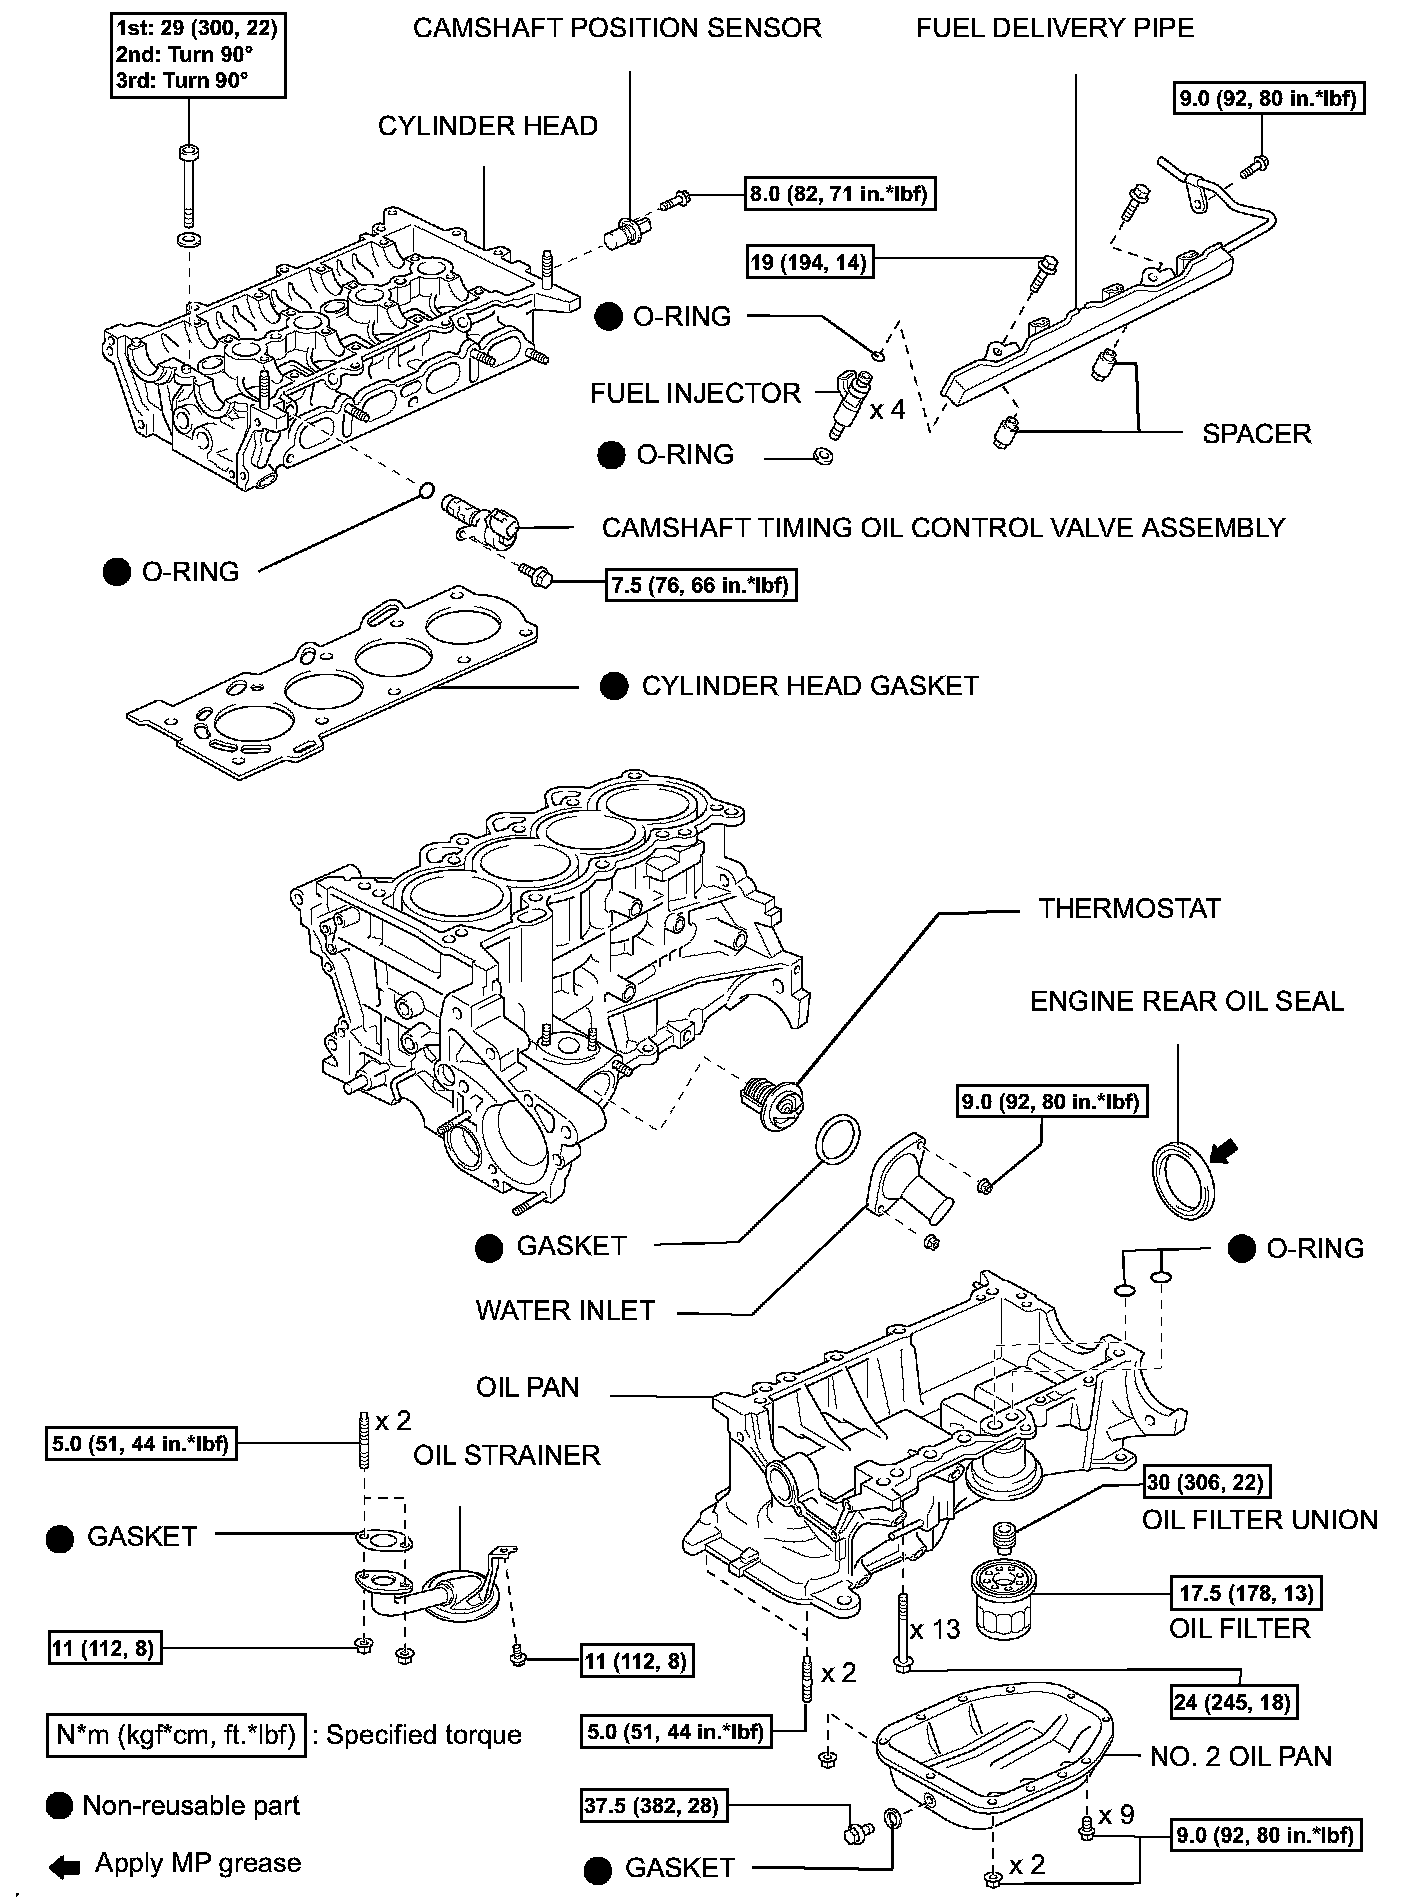 1st: 29 (300, 22)
2nd: Turn 90°
3rd: Turn 90°
CAMSHAFT POSITION SENSOR
FUEL DELIVERY PIPE
9.0 (92, 80 in.*lbf)
CYLINDER HEAD
8.0 (82, 71 in.*lbf)
19 (194, 14)
O-RING
FUEL INJECTOR
x 4
O-RING
SPACER
CAMSHAFT TIMING OIL CONTROL VALVE ASSEMBLY
O-RING
7.5 (76, 66 in.*lbf)
CYLINDER HEAD GASKET
THERMOSTAT
ENGINE REAR OIL SEAL
9.0 (92, 80 in.*lbf)
GASKET
O-RING
WATER INLET
OIL PAN
x 2
5.0 (51, 44 in.*lbf)
OIL STRAINER
30 (306, 22)
OIL FILTER UNION
GASKET
17.5 (178, 13)
OIL FILTER
x 13
11 (112, 8)
11 (112, 8)
x 2
24 (245, 18)
5.0 (51, 44 in.*lbf)
N*m (kgf*cm, ft.*lbf) : Specified torque
NO. 2 OIL PAN
37.5 (382, 28)
Non-reusable part
x 9
9.0 (92, 80 in.*lbf)
Apply MP grease
GASKET
x 2